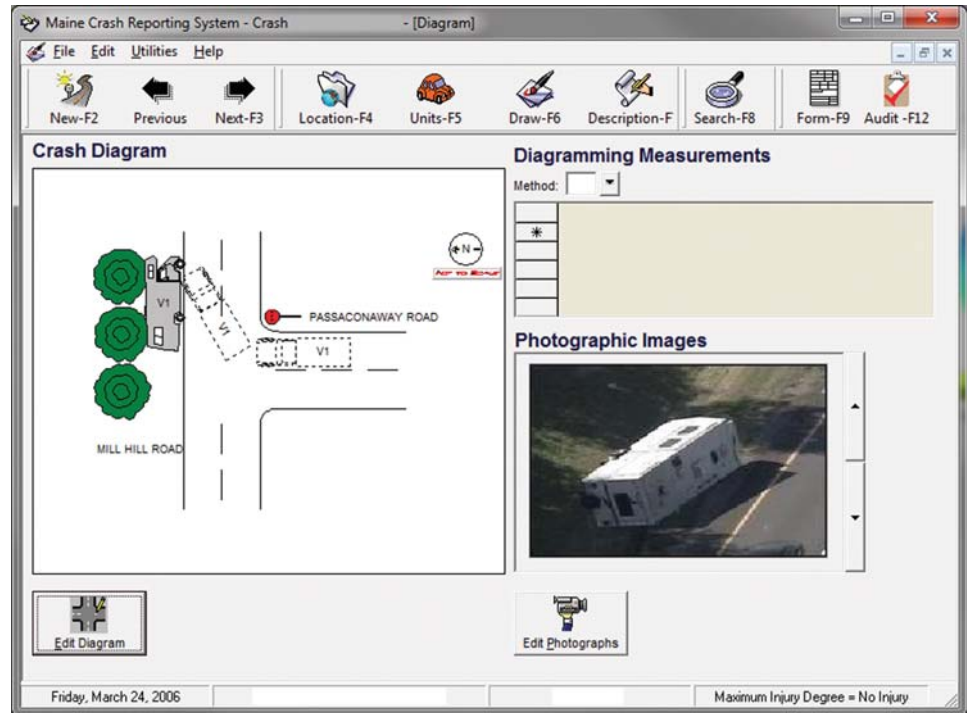 Maine Crash Reporting System - Crash - [Diagram]
File Edit Utilities Help
New-F2 Previous Next-F3 Location-F4 Units-F5 Draw-F6 Description-F Search-F8 Form-F9 Audit -F12
Crash Diagram
Diagramming Measurements
Method:
N
PASSACONAWAY ROAD
V1
V1
V1
MILL HILL ROAD
Photographic Images
Edit Diagram
Edit Photographs
Friday, March 24, 2006
Maximum Injury Degree = No Injury